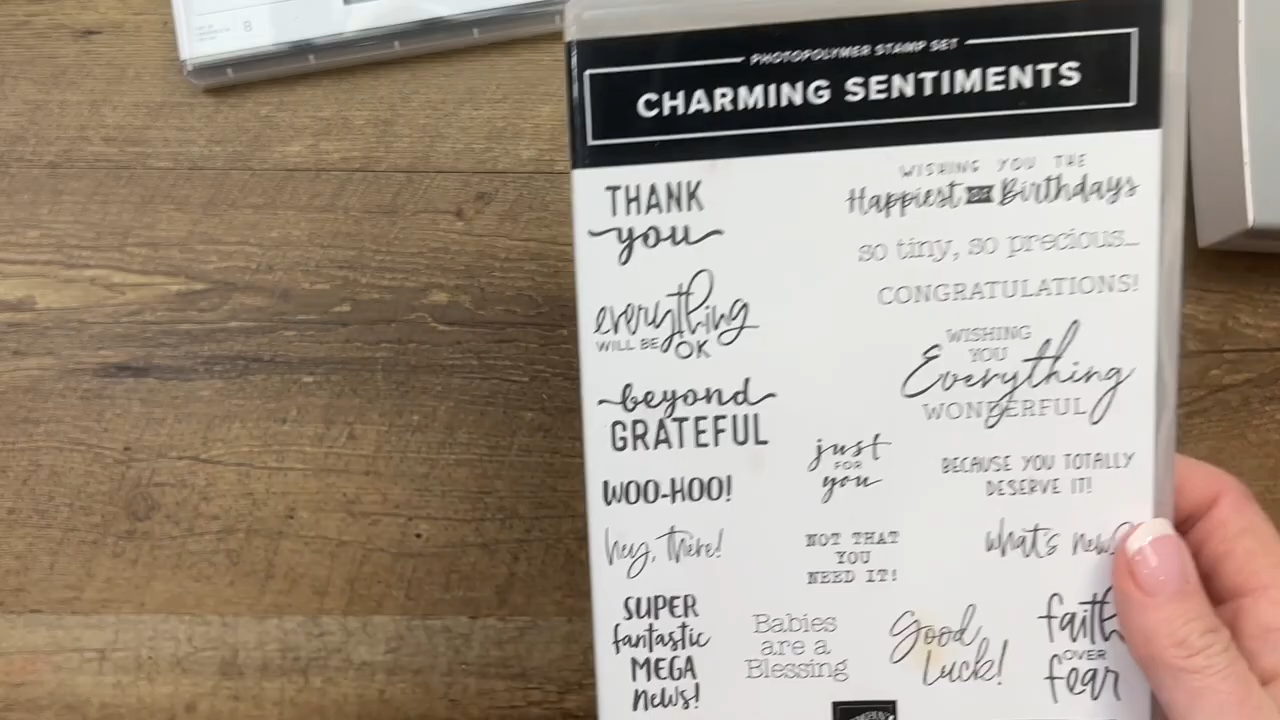 8
PHOTOPOLYMER STAMP SET
CHARMING SENTIMENTS
THANK
you
everything
WILL BE
OK
beyond
GRATEFUL
WOO-HOO!
hey, there!
SUPER
fantastic
MEGA
news!
WISHING YOU THE
Happiest OF Birthdays
so tiny, so precious...
CONGRATULATIONS!
WISHING
YOU
Everything
WONDERFUL
just
FOR
you
BECAUSE YOU TOTALLY
DESERVE IT!
NOT THAT
YOU
NEED IT!
what's new?
Babies
are a
Blessing
Good
Luck!
faith
OVER
fear